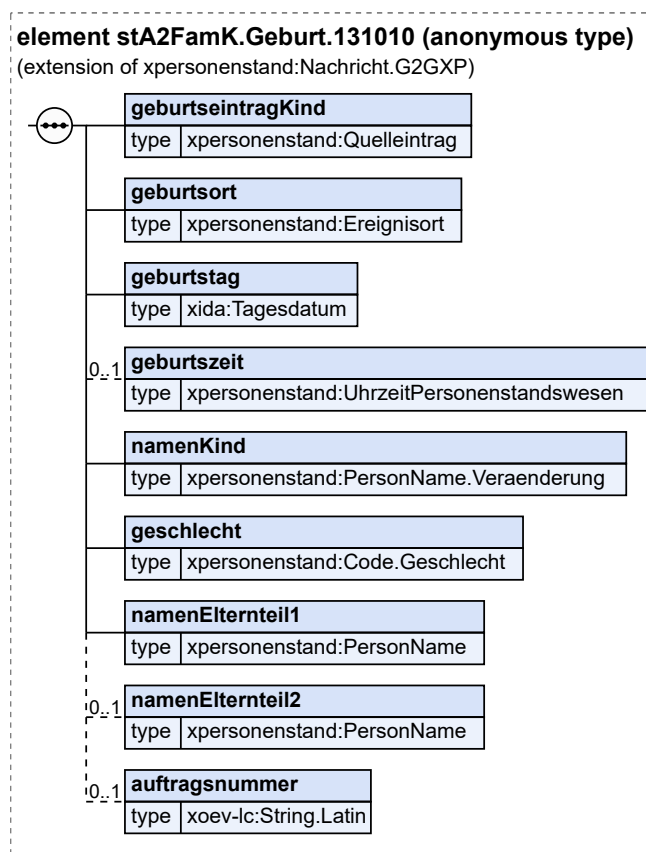 element stA2FamK.Geburt.131010 (anonymous type)
(extension of xpersonenstand:Nachricht.G2GXP)
geburtseintragKind
type xpersonenstand:Quelleintrag
geburtsort
type xpersonenstand:Ereignisort
geburtstag
type xida:Tagesdatum
0..1 geburtszeit
type xpersonenstand:UhrzeitPersonenstandswesen
namenKind
type xpersonenstand:PersonName.Veraenderung
geschlecht
type xpersonenstand:Code.Geschlecht
namenElternteil1
type xpersonenstand:PersonName
0..1 namenElternteil2
type xpersonenstand:PersonName
0..1 auftragsnummer
type xoev-lc:String.Latin